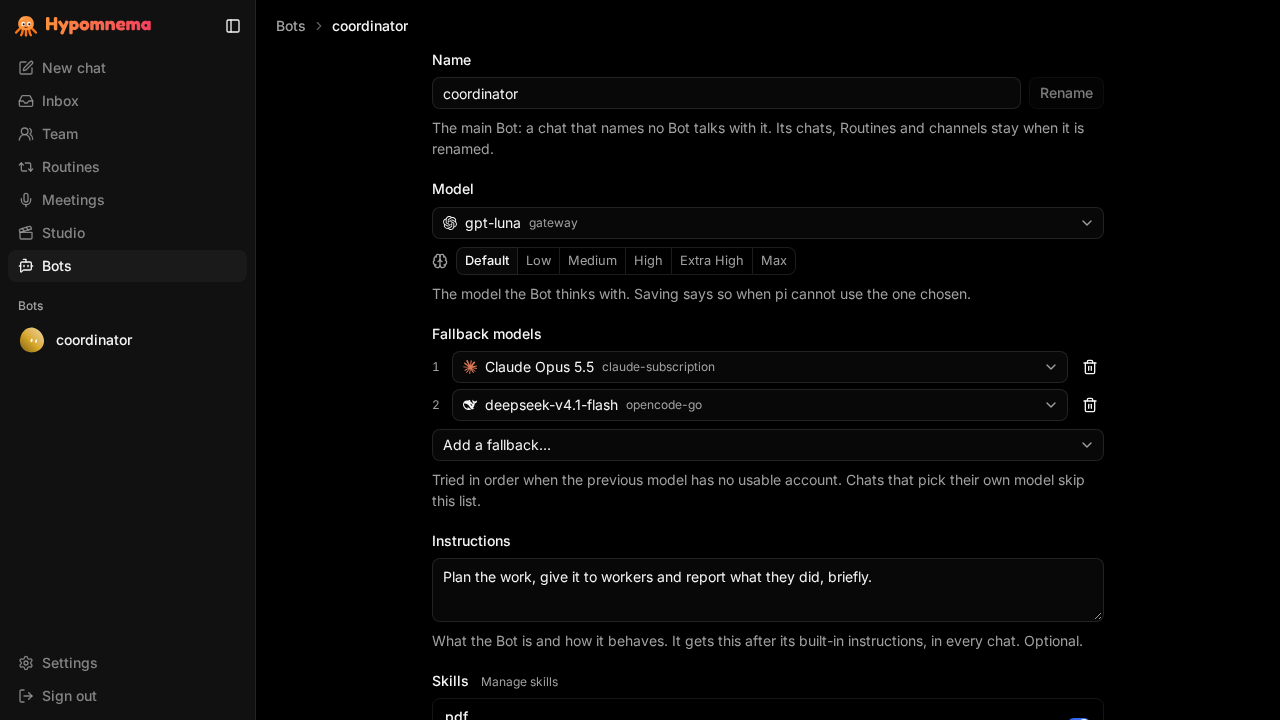 Hypomnema
New chat
Inbox
Team
Routines
Meetings
Studio
Bots
Bots
coordinator
Settings
Sign out
Bots > coordinator
Name
coordinator
Rename
The main Bot: a chat that names no Bot talks with it. Its chats, Routines and channels stay when it is
renamed.
Model
gpt-luna gateway
Default Low Medium High Extra High Max
The model the Bot thinks with. Saving says so when pi cannot use the one chosen.
Fallback models
1 Claude Opus 5.5 claude-subscription
2 deepseek-v4.1-flash opencode-go
Add a fallback...
Tried in order when the previous model has no usable account. Chats that pick their own model skip
this list.
Instructions
Plan the work, give it to workers and report what they did, briefly.
What the Bot is and how it behaves. It gets this after its built-in instructions, in every chat. Optional.
Skills Manage skills
pdf